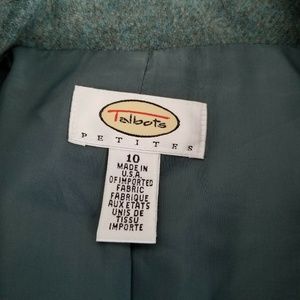 Talbots
PETITES
10
MADE IN
U.S.A.
OF IMPORTED
FABRIC
FABRIQUE
AUX ETATS
UNIS DE
TISSU
IMPORTE